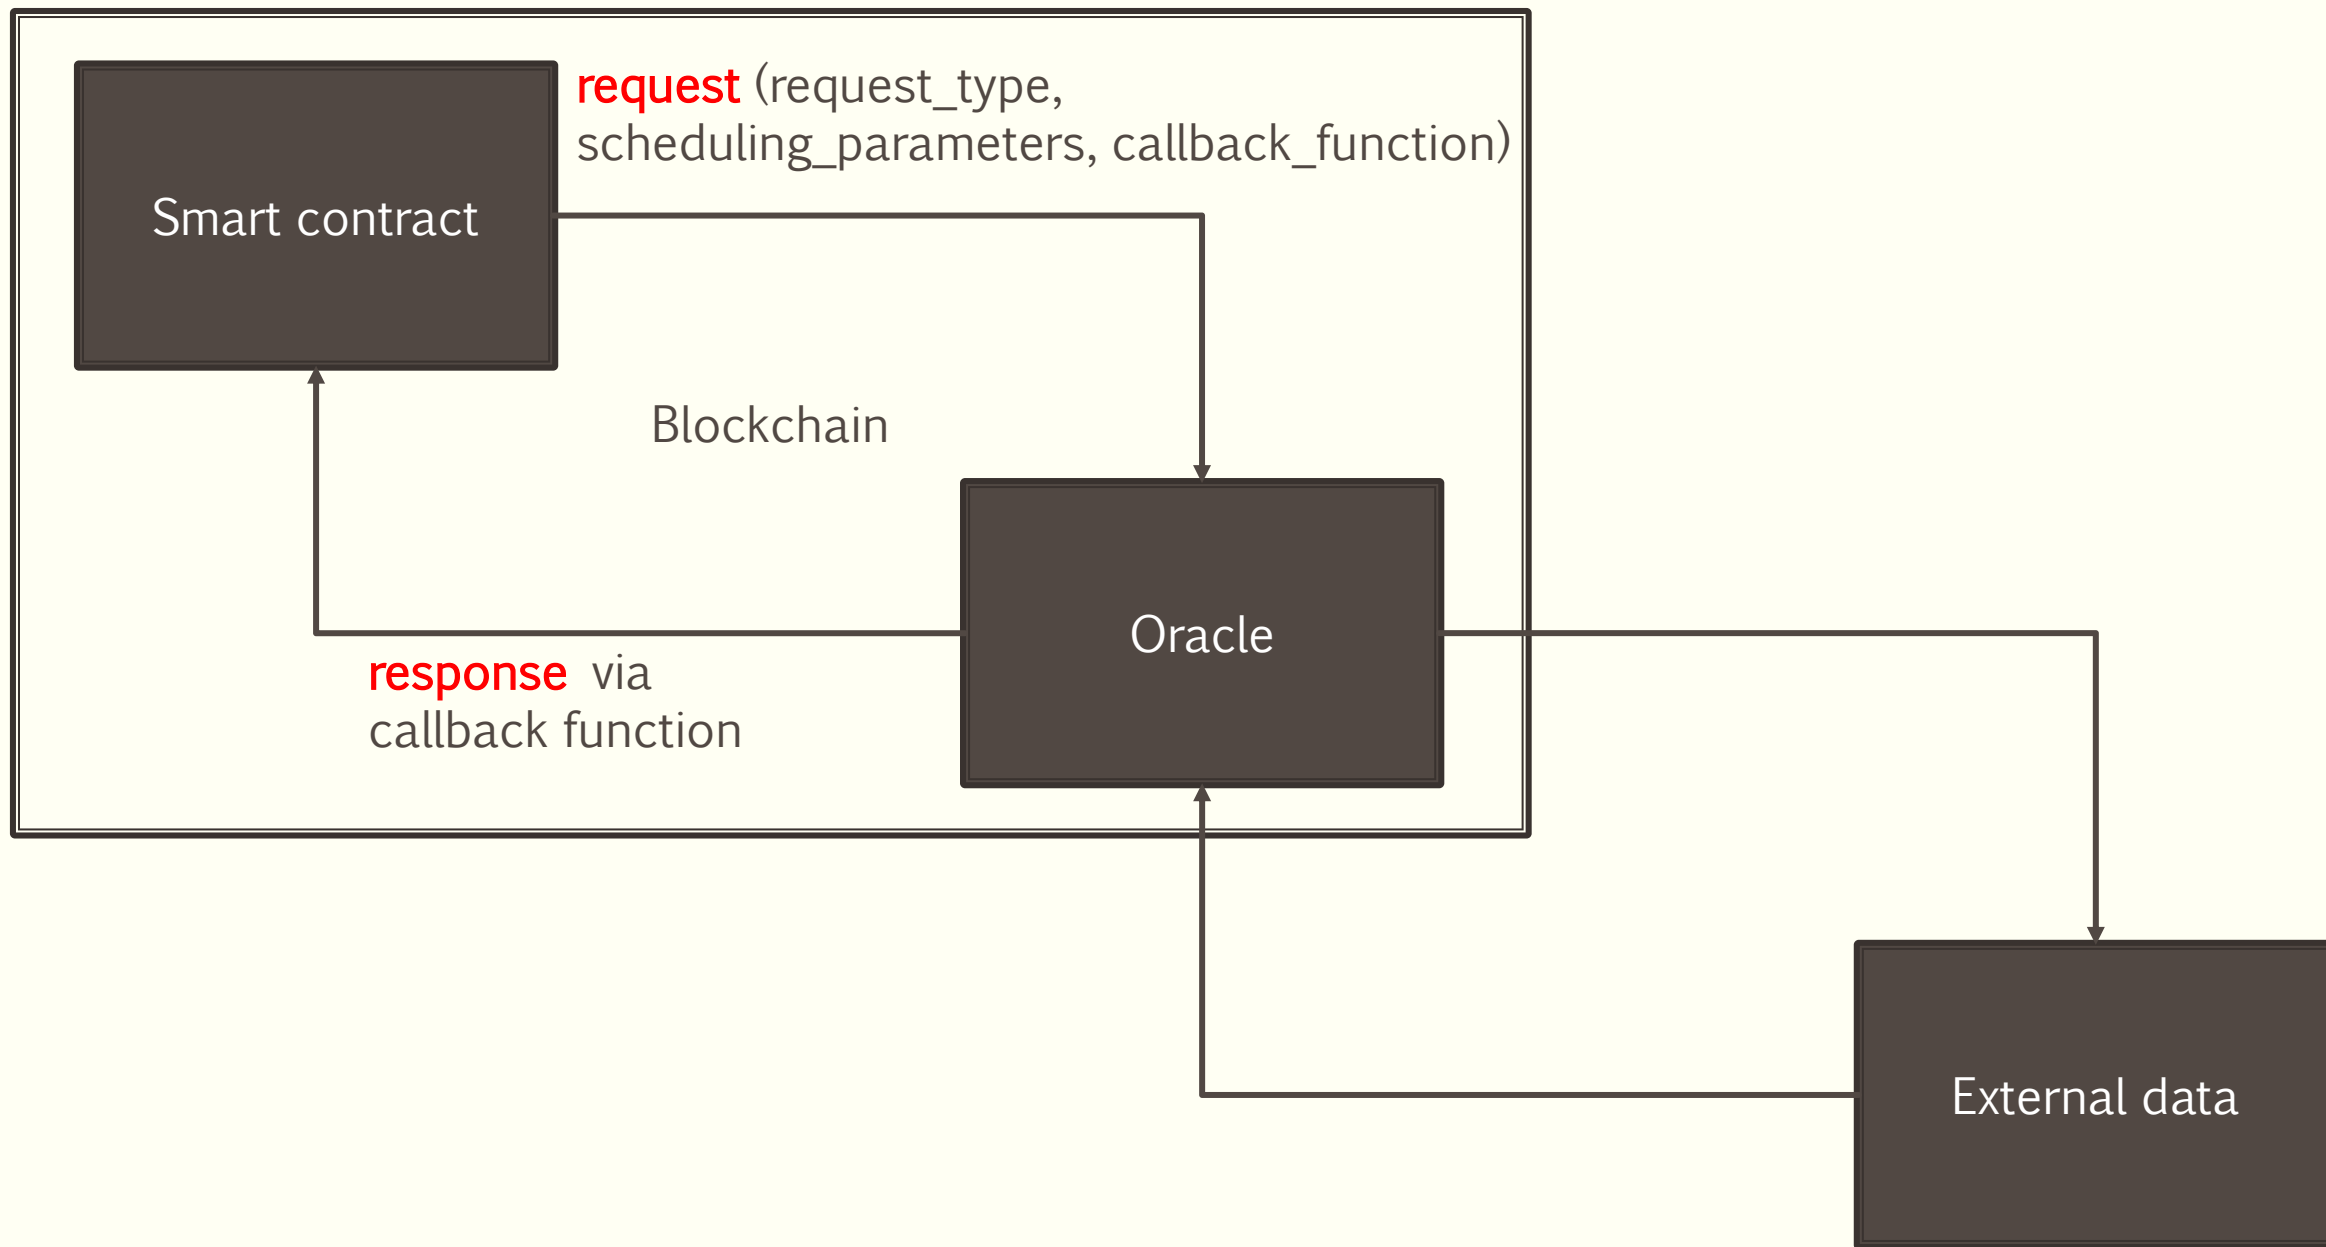 request (request_type,
scheduling_parameters, callback_function)
Smart contract
Blockchain
Oracle
response via
callback function
External data